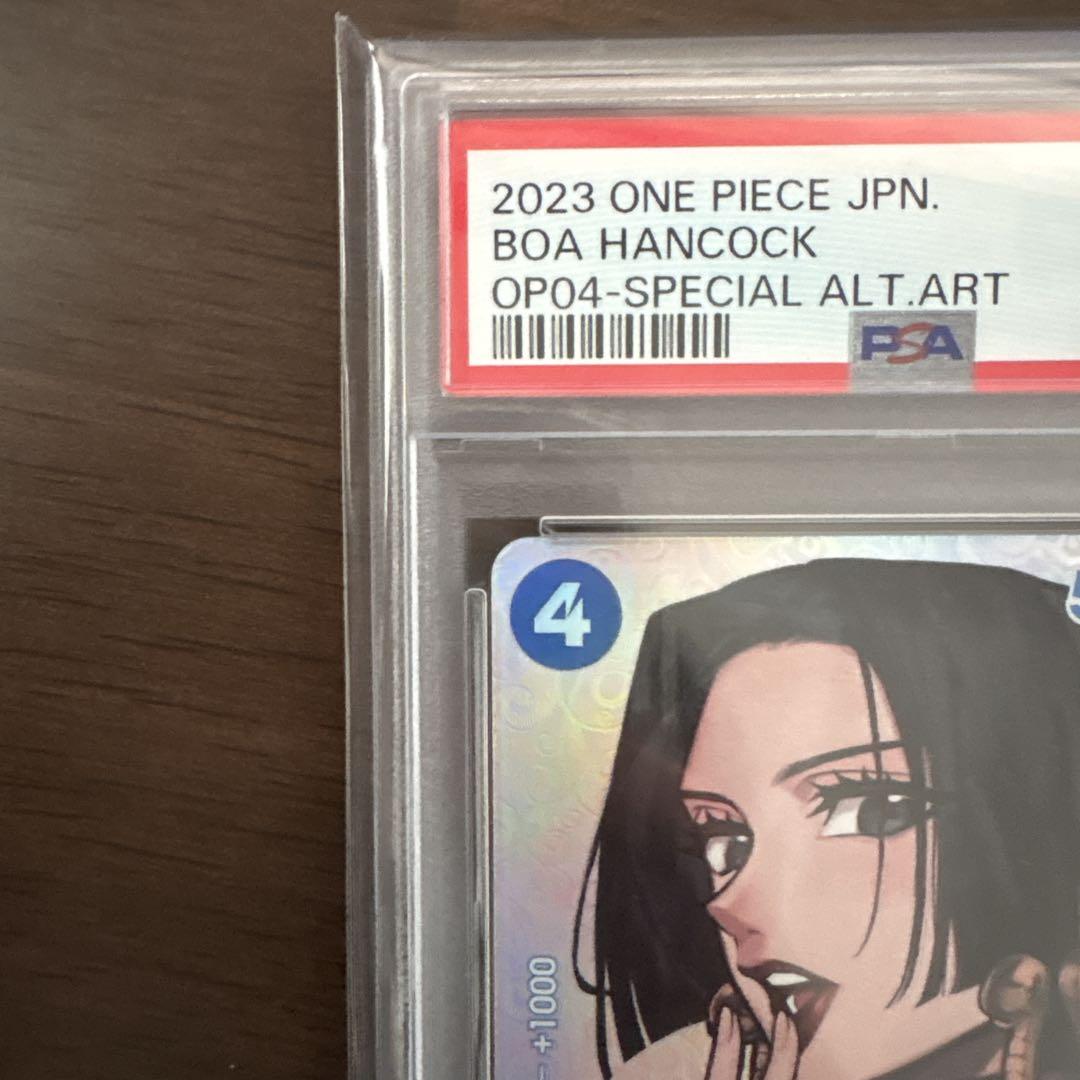 2023 ONE PIECE JPN.
BOA HANCOCK
OP04-SPECIAL ALT.ART
PSA
4
+1000